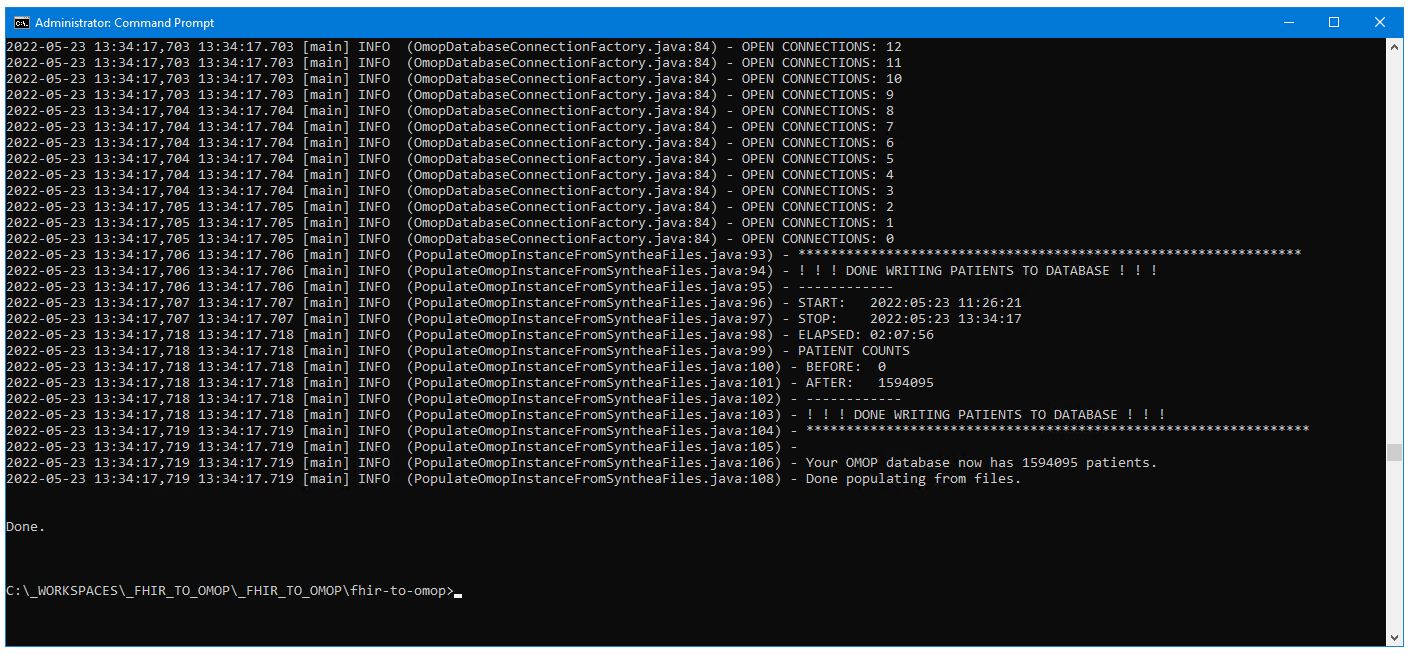 Administrator: Command Prompt
2022-05-23 13:34:17,703 13:34:17.703 [main] INFO  (OmopDatabaseConnectionFactory.java:84) - OPEN CONNECTIONS: 12
2022-05-23 13:34:17,703 13:34:17.703 [main] INFO  (OmopDatabaseConnectionFactory.java:84) - OPEN CONNECTIONS: 11
2022-05-23 13:34:17,703 13:34:17.703 [main] INFO  (OmopDatabaseConnectionFactory.java:84) - OPEN CONNECTIONS: 10
2022-05-23 13:34:17,703 13:34:17.703 [main] INFO  (OmopDatabaseConnectionFactory.java:84) - OPEN CONNECTIONS: 9
2022-05-23 13:34:17,704 13:34:17.704 [main] INFO  (OmopDatabaseConnectionFactory.java:84) - OPEN CONNECTIONS: 8
2022-05-23 13:34:17,704 13:34:17.704 [main] INFO  (OmopDatabaseConnectionFactory.java:84) - OPEN CONNECTIONS: 7
2022-05-23 13:34:17,704 13:34:17.704 [main] INFO  (OmopDatabaseConnectionFactory.java:84) - OPEN CONNECTIONS: 6
2022-05-23 13:34:17,704 13:34:17.704 [main] INFO  (OmopDatabaseConnectionFactory.java:84) - OPEN CONNECTIONS: 5
2022-05-23 13:34:17,704 13:34:17.704 [main] INFO  (OmopDatabaseConnectionFactory.java:84) - OPEN CONNECTIONS: 4
2022-05-23 13:34:17,704 13:34:17.704 [main] INFO  (OmopDatabaseConnectionFactory.java:84) - OPEN CONNECTIONS: 3
2022-05-23 13:34:17,705 13:34:17.705 [main] INFO  (OmopDatabaseConnectionFactory.java:84) - OPEN CONNECTIONS: 2
2022-05-23 13:34:17,705 13:34:17.705 [main] INFO  (OmopDatabaseConnectionFactory.java:84) - OPEN CONNECTIONS: 1
2022-05-23 13:34:17,705 13:34:17.705 [main] INFO  (OmopDatabaseConnectionFactory.java:84) - OPEN CONNECTIONS: 0
2022-05-23 13:34:17,706 13:34:17.706 [main] INFO  (PopulateOmopInstanceFromSyntheaFiles.java:93) - ***************************************************************
2022-05-23 13:34:17,706 13:34:17.706 [main] INFO  (PopulateOmopInstanceFromSyntheaFiles.java:94) - ! ! ! DONE WRITING PATIENTS TO DATABASE ! ! !
2022-05-23 13:34:17,706 13:34:17.706 [main] INFO  (PopulateOmopInstanceFromSyntheaFiles.java:95) - ------------
2022-05-23 13:34:17,707 13:34:17.707 [main] INFO  (PopulateOmopInstanceFromSyntheaFiles.java:96) - START:   2022:05:23 11:26:21
2022-05-23 13:34:17,707 13:34:17.707 [main] INFO  (PopulateOmopInstanceFromSyntheaFiles.java:97) - STOP:    2022:05:23 13:34:17
2022-05-23 13:34:17,718 13:34:17.718 [main] INFO  (PopulateOmopInstanceFromSyntheaFiles.java:98) - ELAPSED: 02:07:56
2022-05-23 13:34:17,718 13:34:17.718 [main] INFO  (PopulateOmopInstanceFromSyntheaFiles.java:99) - PATIENT COUNTS
2022-05-23 13:34:17,718 13:34:17.718 [main] INFO  (PopulateOmopInstanceFromSyntheaFiles.java:100) - BEFORE:  0
2022-05-23 13:34:17,718 13:34:17.718 [main] INFO  (PopulateOmopInstanceFromSyntheaFiles.java:101) - AFTER:   1594095
2022-05-23 13:34:17,718 13:34:17.718 [main] INFO  (PopulateOmopInstanceFromSyntheaFiles.java:102) - ------------
2022-05-23 13:34:17,718 13:34:17.718 [main] INFO  (PopulateOmopInstanceFromSyntheaFiles.java:103) - ! ! ! DONE WRITING PATIENTS TO DATABASE ! ! !
2022-05-23 13:34:17,719 13:34:17.719 [main] INFO  (PopulateOmopInstanceFromSyntheaFiles.java:104) - ***************************************************************
2022-05-23 13:34:17,719 13:34:17.719 [main] INFO  (PopulateOmopInstanceFromSyntheaFiles.java:105) -
2022-05-23 13:34:17,719 13:34:17.719 [main] INFO  (PopulateOmopInstanceFromSyntheaFiles.java:106) - Your OMOP database now has 1594095 patients.
2022-05-23 13:34:17,719 13:34:17.719 [main] INFO  (PopulateOmopInstanceFromSyntheaFiles.java:108) - Done populating from files.
Done.
C:\_WORKSPACES\_FHIR_TO_OMOP\_FHIR_TO_OMOP\fhir-to-omop>